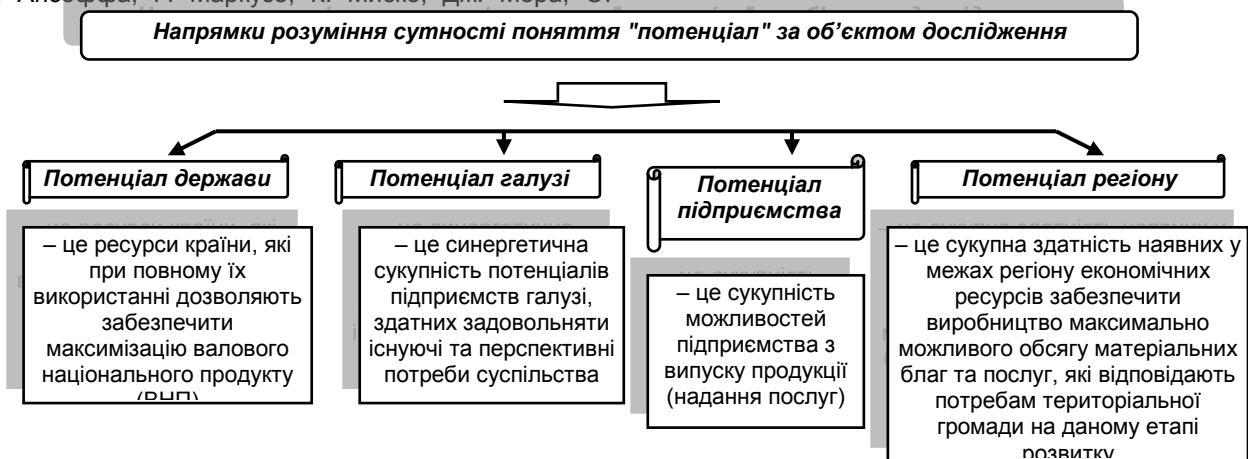 Напрямки розуміння сутності поняття "потенціал" за об’єктом дослідження
Потенціал держави
– це ресурси країни, які
при повному їх
використанні дозволяють
забезпечити
максимізацію валового
національного продукту
(ВНП)
Потенціал галузі
– це синергетична
сукупність потенціалів
підприємств галузі,
здатних задовольняти
існуючі та перспективні
потреби суспільства
Потенціал
підприємства
– це сукупність
можливостей
підприємства з
випуску продукції
(надання послуг)
Потенціал регіону
– це сукупна здатність наявних у
межах регіону економічних
ресурсів забезпечити
виробництво максимально
можливого обсягу матеріальних
благ та послуг, які відповідають
потребам територіальної
громади на даному етапі
розвитку